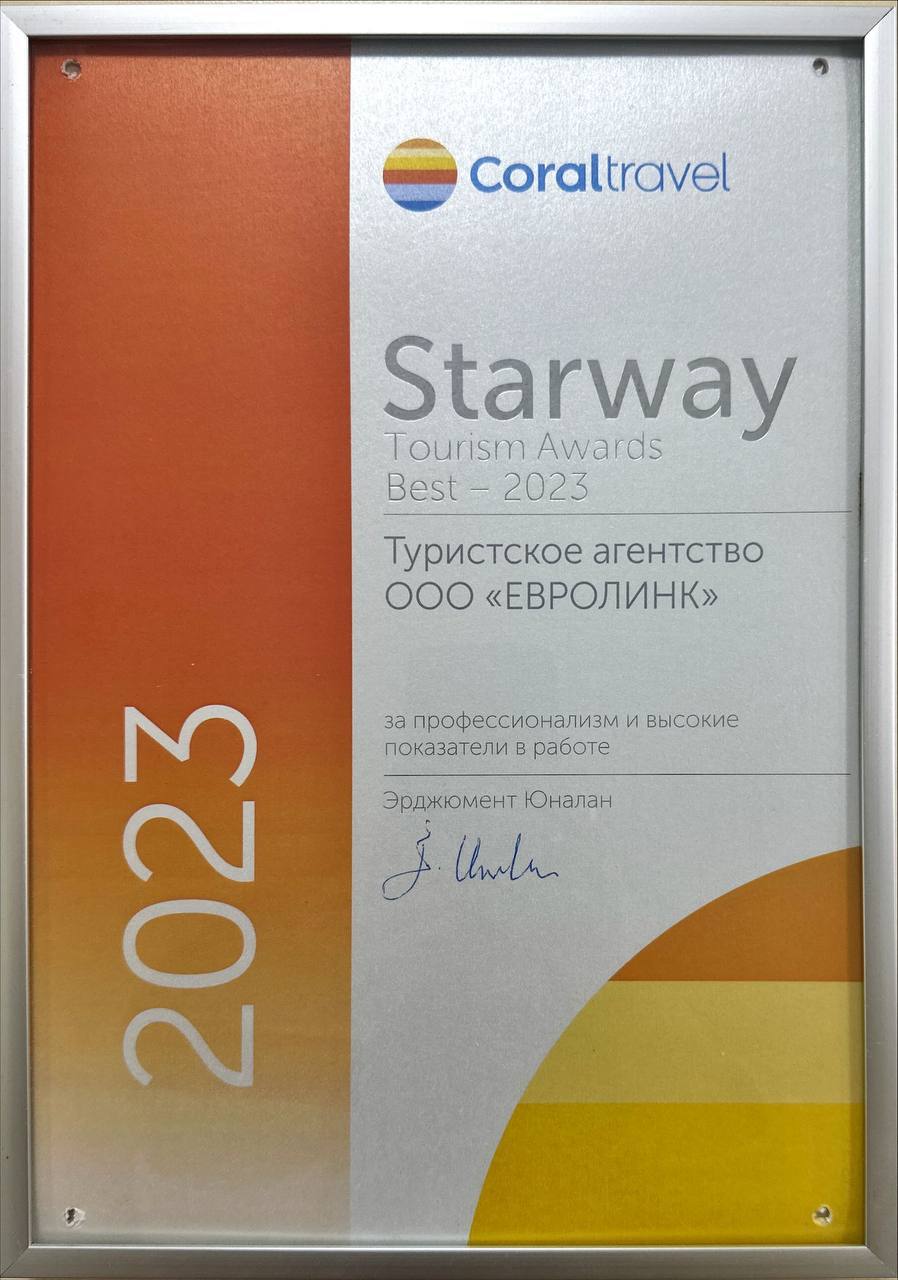 Coraltravel
Starway
Tourism Awards
Best – 2023
Туристское агентство
ООО «ЕВРОЛИНК»
за профессионализм и высокие
показатели в работе
Эрджюмент Юналан
2023